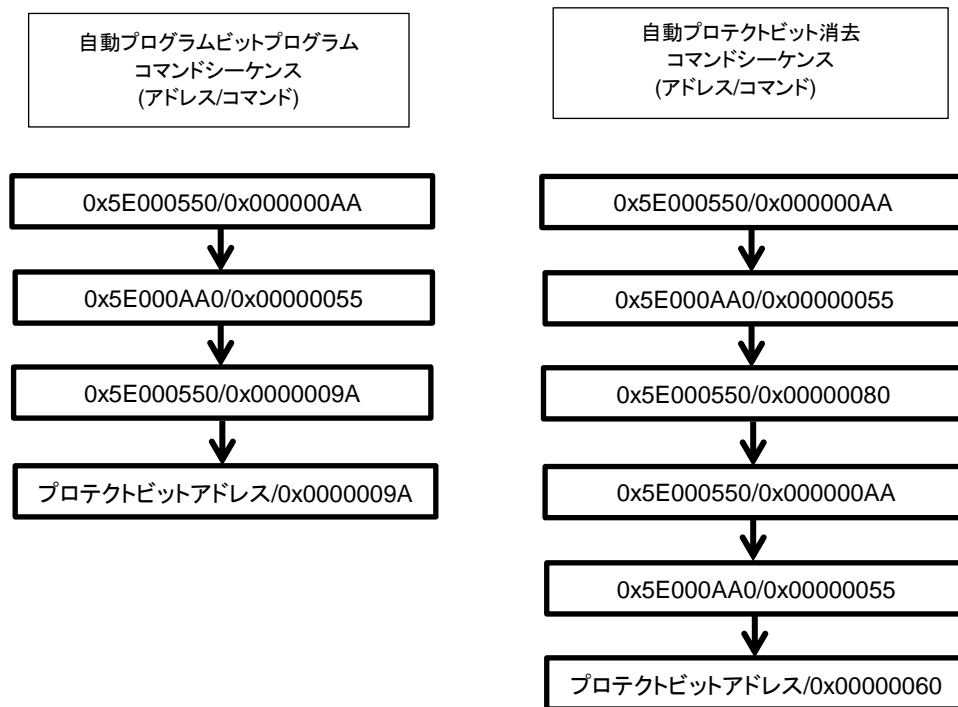 自動プログラムビットプログラム
コマンドシーケンス
(アドレス/コマンド)
0x5E000550/0x000000AA
0x5E000AA0/0x00000055
0x5E000550/0x0000009A
プロテクトビットアドレス/0x0000009A
自動プロテクトビット消去
コマンドシーケンス
(アドレス/コマンド)
0x5E000550/0x000000AA
0x5E000AA0/0x00000055
0x5E000550/0x00000080
0x5E000550/0x000000AA
0x5E000AA0/0x00000055
プロテクトビットアドレス/0x00000060